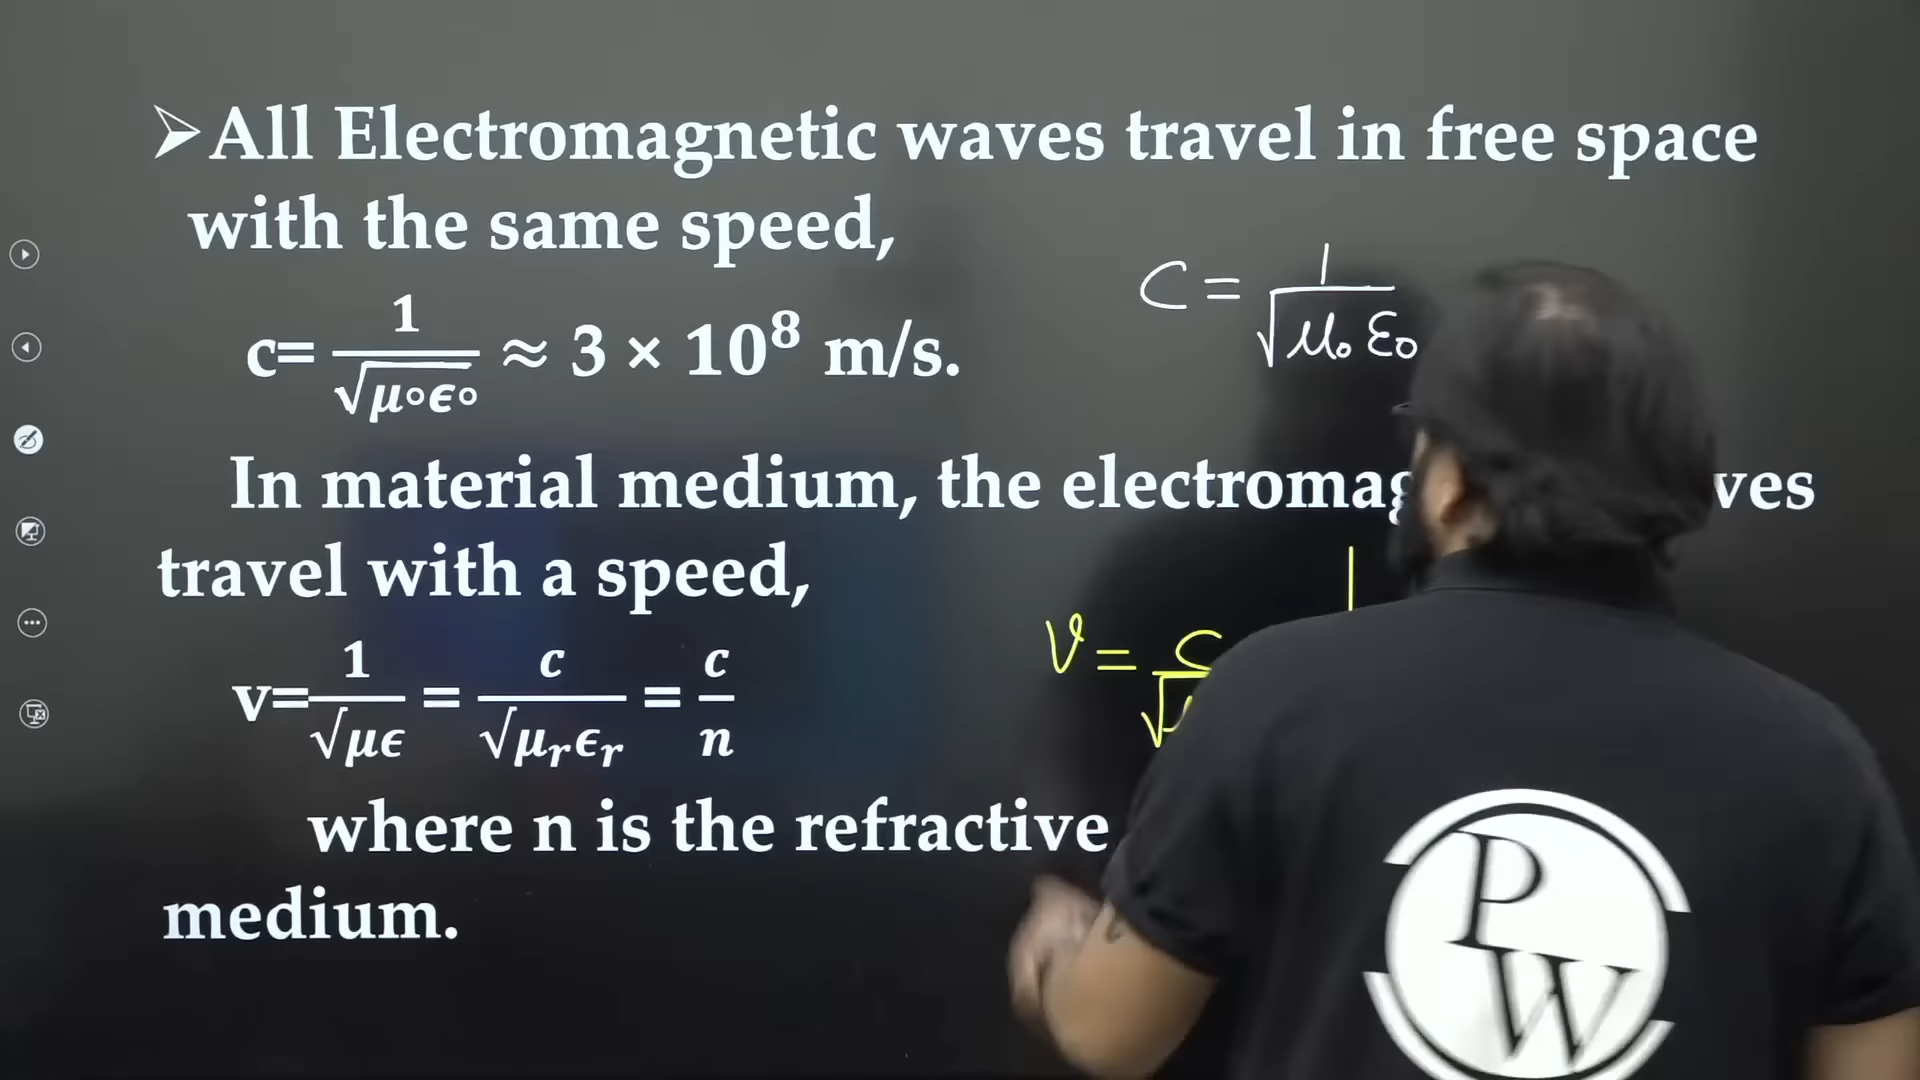 ➢All Electromagnetic waves travel in free space
with the same speed,
c= 1/√μ∘ϵ∘ ≈ 3 × 10⁸ m/s.
C = 1/√μ₀ε₀
In material medium, the ves
travel with a speed,
v= 1/√μϵ = c/√μᵣϵᵣ = c/n
v = c/√
where n is the refractive
medium.
PW